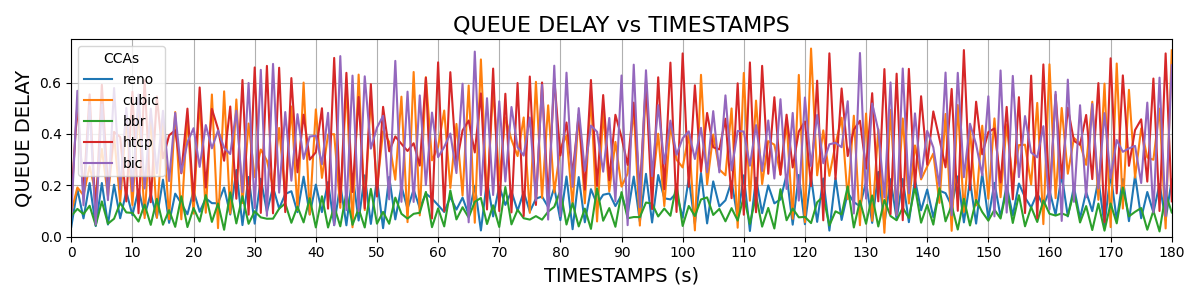 QUEUE DELAY vs TIMESTAMPS
QUEUE DELAY
0.6
0.4
0.2
0.0
CCAs
reno
cubic
bbr
htcp
bic
0 10 20 30 40 50 60 70 80 90 100 110 120 130 140 150 160 170 180
TIMESTAMPS (s)